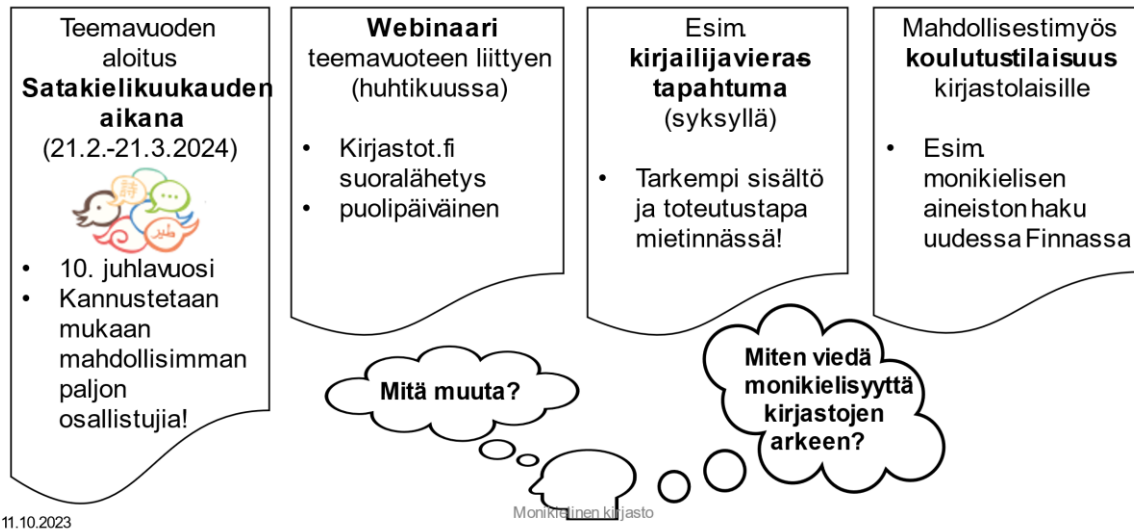 Teemavuoden
aloitus
Satakielikuukauden
aikana
(21.2.-21.3.2024)
詩
طير
• 10. juhlavuosi
• Kannustetaan
mukaan
mahdollisimman
paljon
osallistujia!
Webinaari
teemavuoteen liittyen
(huhtikuussa)
• Kirjastot.fi
suoralähetys
• puolipäiväinen
Esim.
kirjailijavieras-
tapahtuma
(syksyllä)
• Tarkempi sisältö
ja toteutustapa
mietinnässä!
Mahdollisesti myös
koulutustilaisuus
kirjastolaisille
• Esim.
monikielisen
aineiston haku
uudessa Finnassa
Mitä muuta?
Miten viedä
monikielisyyttä
kirjastojen
arkeen?
Monikielinen kirjasto
11.10.2023